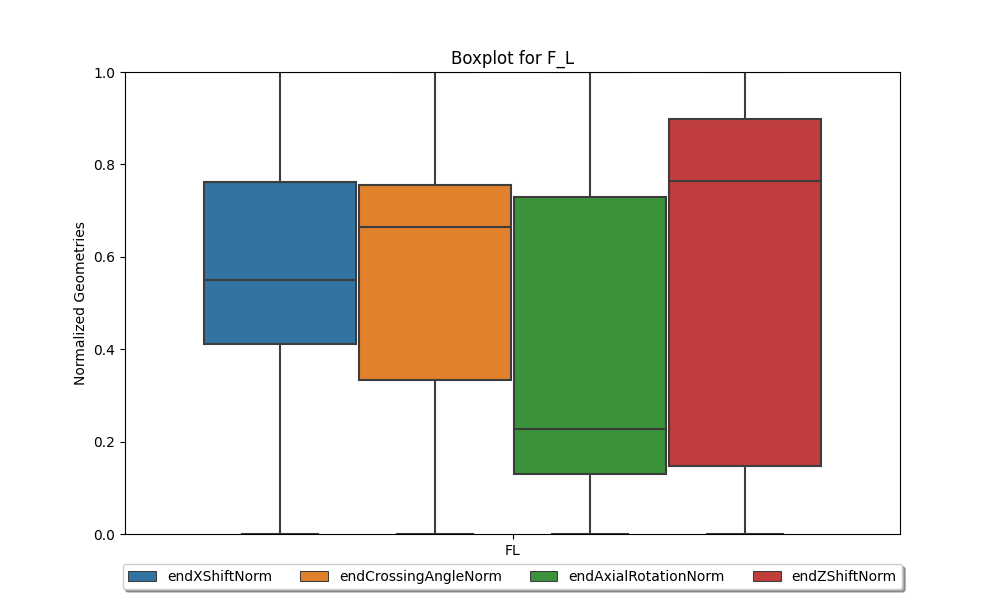 Boxplot for F_L
1.0
0.8
0.6
0.4
0.2
0.0
Normalized Geometries
FL
endXShiftNorm endCrossingAngleNorm endAxialRotationNorm endZShiftNorm